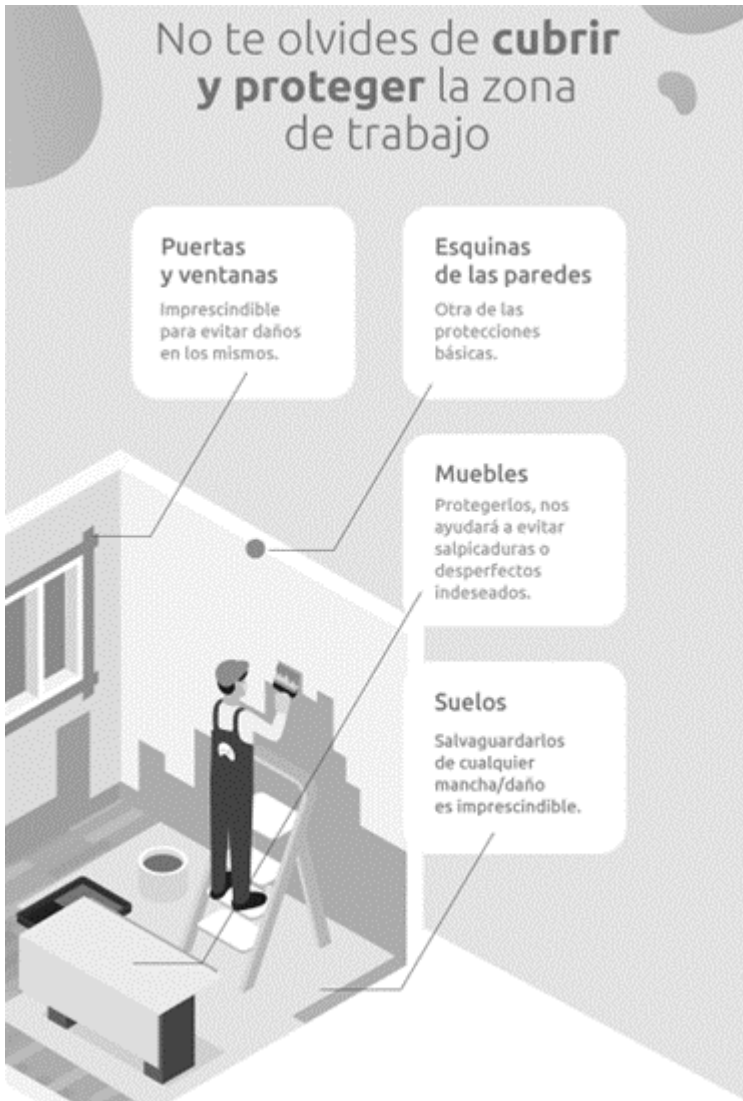 No te olvides de cubrir
y proteger la zona
de trabajo
Puertas
y ventanas
Imprescindible
para evitar daños
en los mismos.
Esquinas
de las paredes
Otra de las
protecciones
básicas.
Muebles
Protegerlos, nos
ayudará a evitar
salpicaduras o
desperfectos
indeseados.
Suelos
Salvaguardarlos
de cualquier
mancha/daño
es imprescindible.